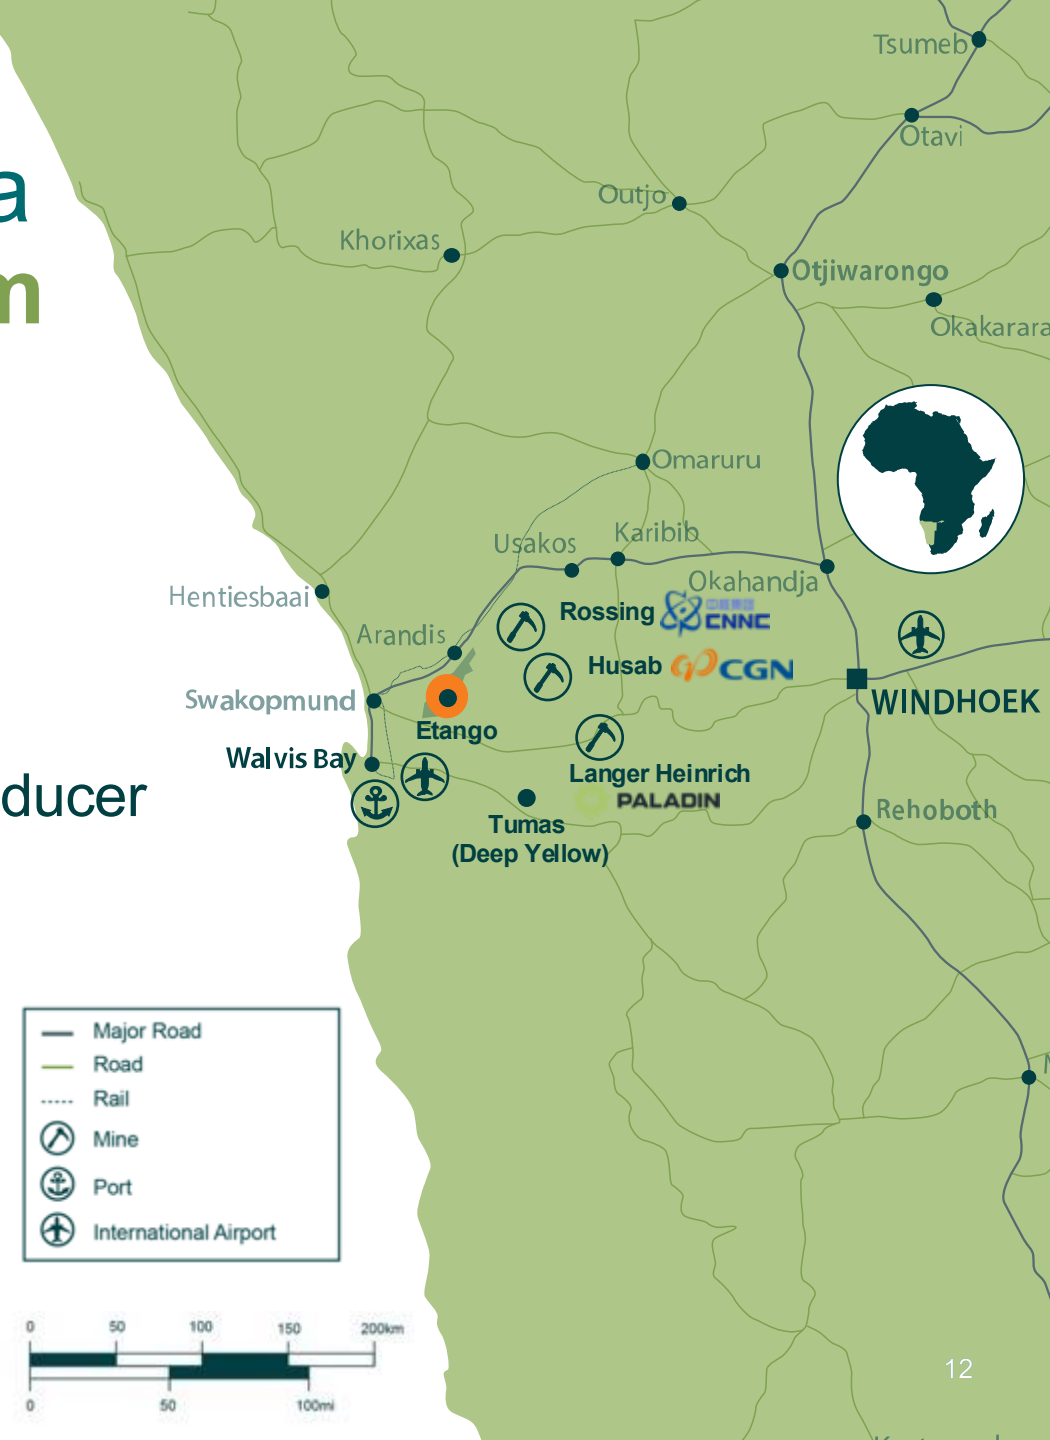 a
m
ducer
Tsumeb
Otavi
Outjo
Khorixas
Otjiwarongo
Okakarara
Omaruru
Usakos
Karibib
Okahandja
Hentiesbaai
Rossing
CNNC
Arandis
Husab
CGN
Swakopmund
WINDHOEK
Etango
Walvis Bay
Langer Heinrich
PALADIN
Tumas
(Deep Yellow)
Rehoboth
Major Road
Road
Rail
Mine
Port
International Airport
0 50 100 150 200km
0 50 100mi
12